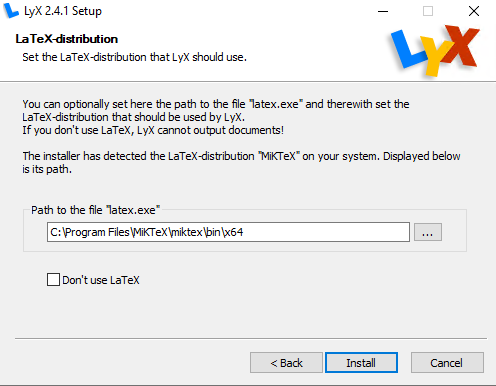 LyX 2.4.1 Setup
LaTeX-distribution
Set the LaTeX-distribution that LyX should use.
LYX
You can optionally set here the path to the file "latex.exe" and therewith set the
LaTeX-distribution that should be used by LyX.
If you don't use LaTeX, LyX cannot output documents!
The installer has detected the LaTeX-distribution "MiKTeX" on your system. Displayed below
is its path.
Path to the file "latex.exe"
C:\Program Files\MiKTeX\miktex\bin\x64
...
Don't use LaTeX
< Back
Install
Cancel